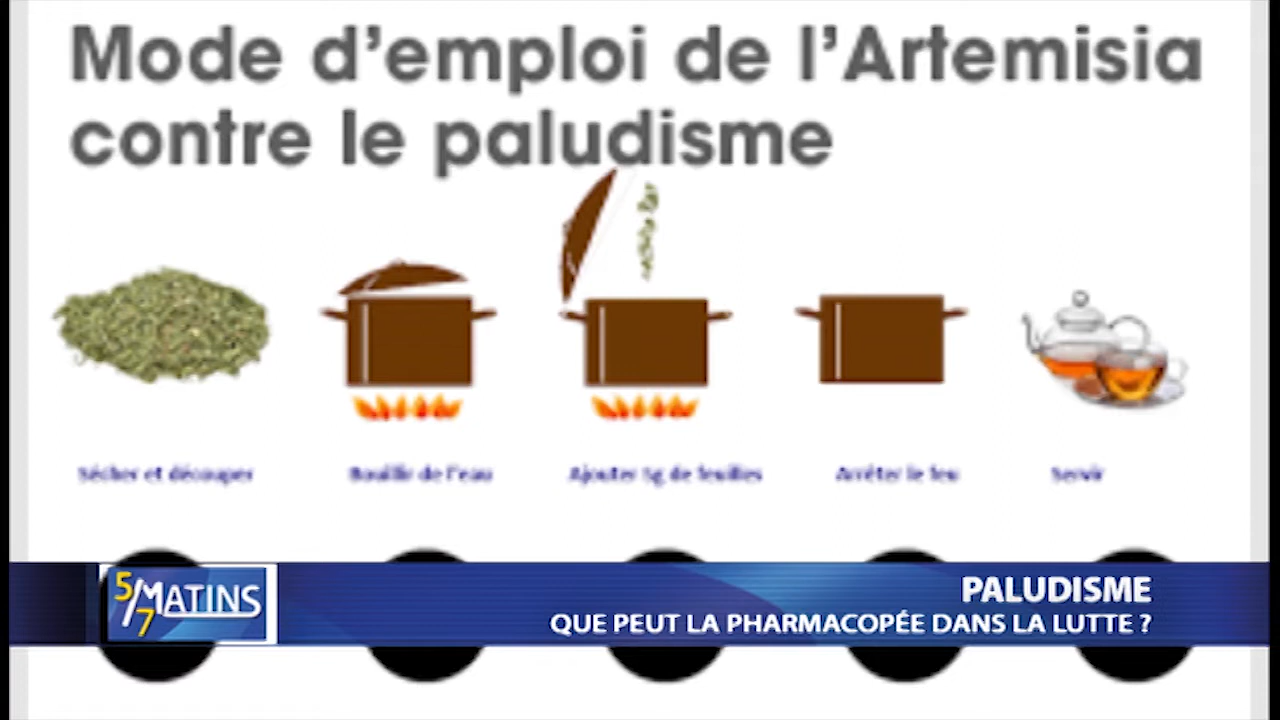 Mode d'emploi de l'Artemisia
contre le paludisme
Sécher et découper
Bouillir de l'eau
Ajouter 5g de feuilles
Arrêter le feu
Servir
5/7 MATINS
PALUDISME
QUE PEUT LA PHARMACOPÉE DANS LA LUTTE ?